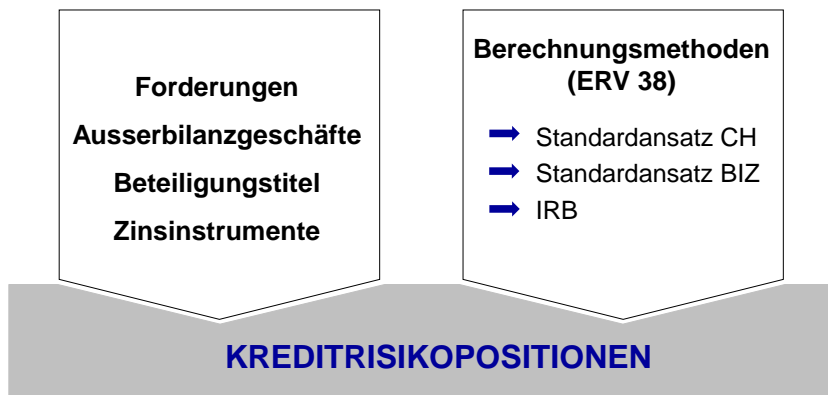 Forderungen
Ausserbilanzgeschäfte
Beteiligungstitel
Zinsinstrumente
Berechnungsmethoden
(ERV 38)
Standardansatz CH
Standardansatz BIZ
IRB
KREDITRISIKOPOSITIONEN